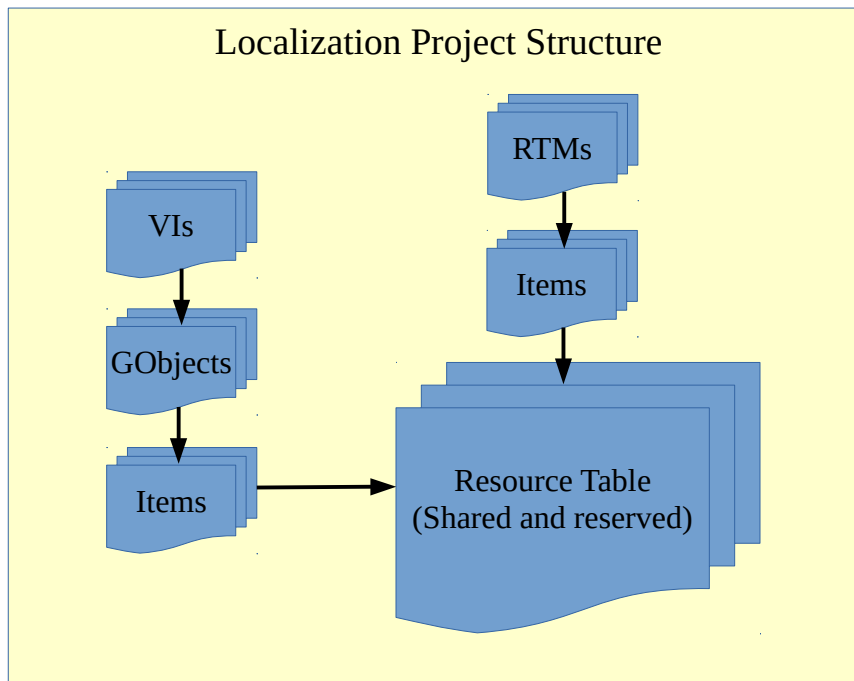 Localization Project Structure
RTMs
VIs
Items
GObjects
Items
Resource Table
(Shared and reserved)